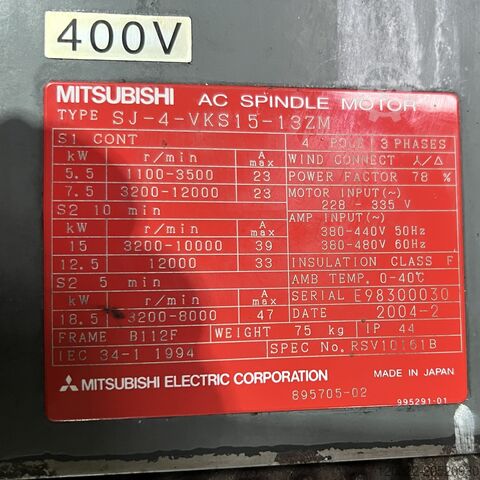 400V
MITSUBISHI AC SPINDLE MOTOR
TYPE SJ-4-VKS15-13ZM
S1 CONT
kW r/min A max
5.5 1100-3500 23
7.5 3200-12000 23
S2 10 min
kW r/min A max
15 3200-10000 39
12.5 12000 33
S2 5 min
kW r/min A max
18.5 3200-8000 47
4 POLE 3 PHASES
WIND CONNECT 人/△
POWER FACTOR 78 %
MOTOR INPUT(~)
228 - 335 V
AMP INPUT(~)
380-440V 50Hz
380-480V 60Hz
INSULATION CLASS F
AMB TEMP. 0-40℃
SERIAL E98300030
DATE 2004-2
FRAME B112F WEIGHT 75 kg IP 44
IEC 34-1 1994 SPEC No. RSV10161B
MITSUBISHI ELECTRIC CORPORATION MADE IN JAPAN
895705-02
995291-01